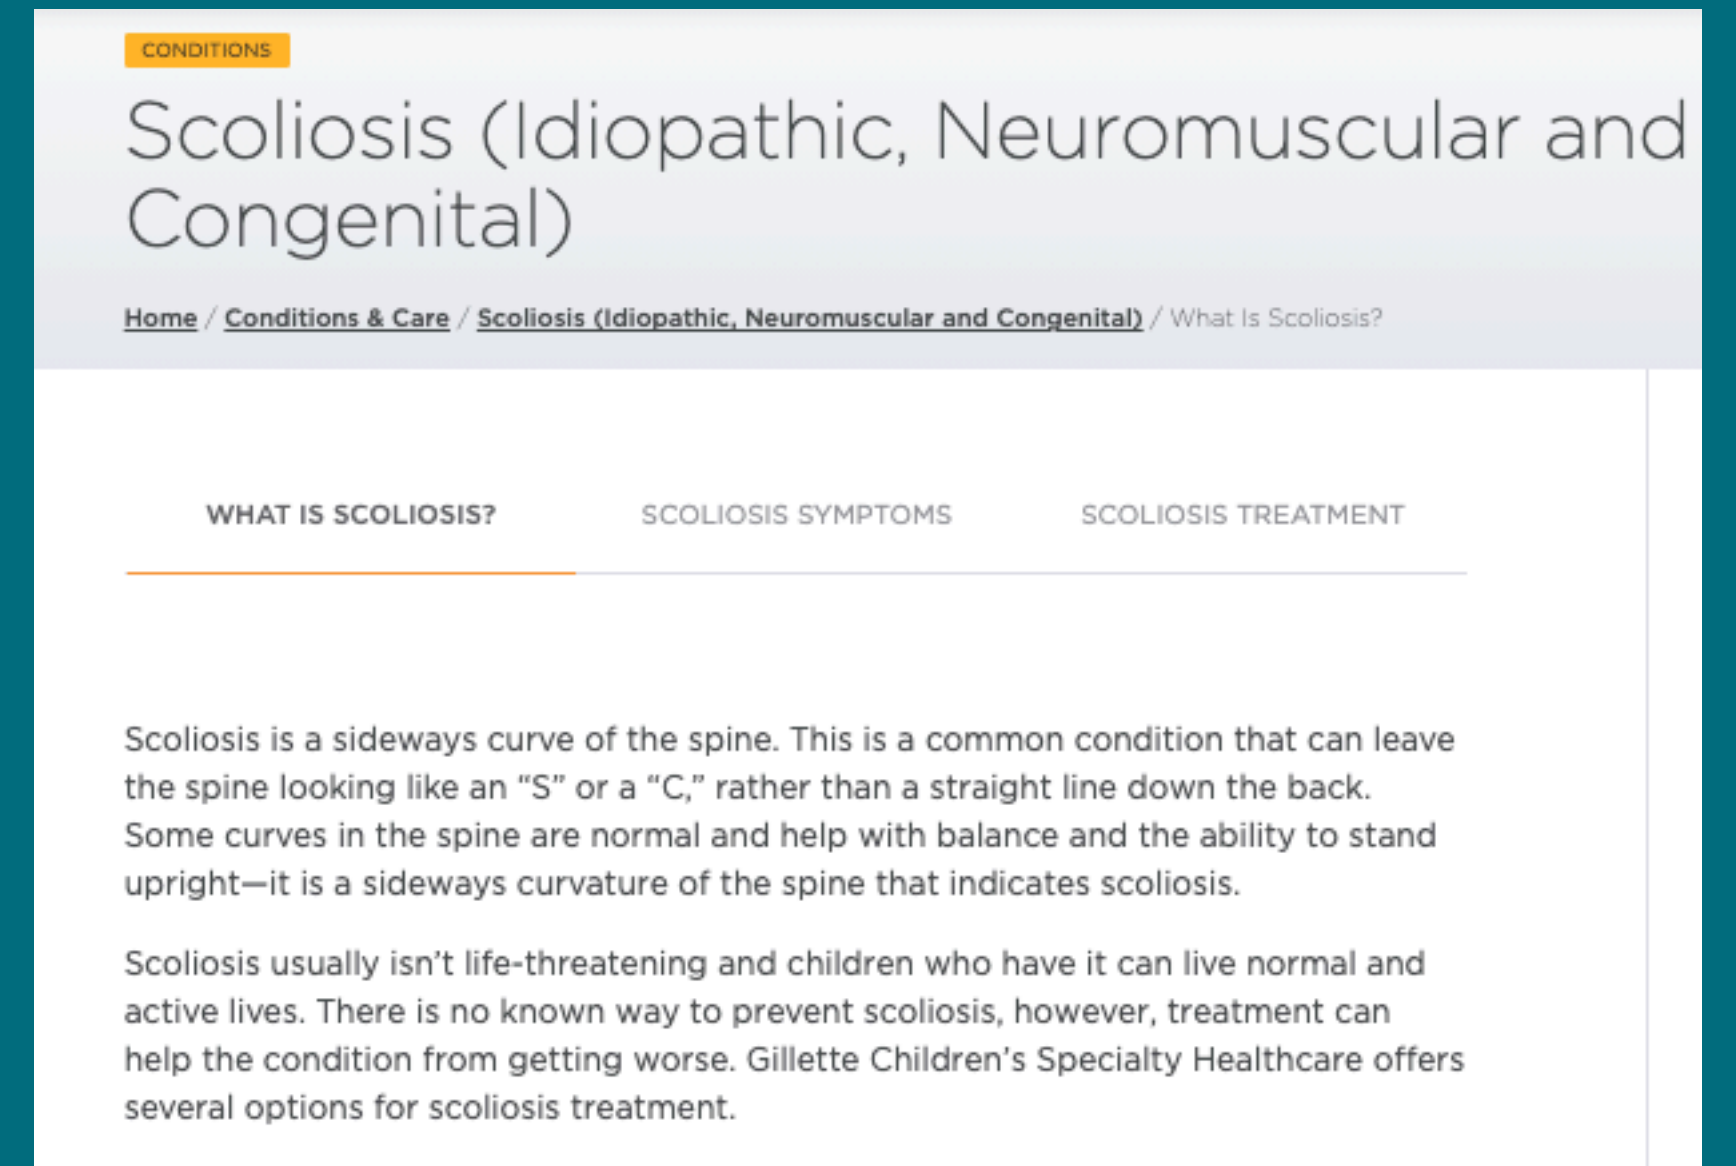 CONDITIONS
Scoliosis (Idiopathic, Neuromuscular and
Congenital)
Home / Conditions & Care / Scoliosis (Idiopathic, Neuromuscular and Congenital) / What Is Scoliosis?
WHAT IS SCOLIOSIS? SCOLIOSIS SYMPTOMS SCOLIOSIS TREATMENT
Scoliosis is a sideways curve of the spine. This is a common condition that can leave
the spine looking like an “S” or a “C,” rather than a straight line down the back.
Some curves in the spine are normal and help with balance and the ability to stand
upright—it is a sideways curvature of the spine that indicates scoliosis.
Scoliosis usually isn’t life-threatening and children who have it can live normal and
active lives. There is no known way to prevent scoliosis, however, treatment can
help the condition from getting worse. Gillette Children’s Specialty Healthcare offers
several options for scoliosis treatment.